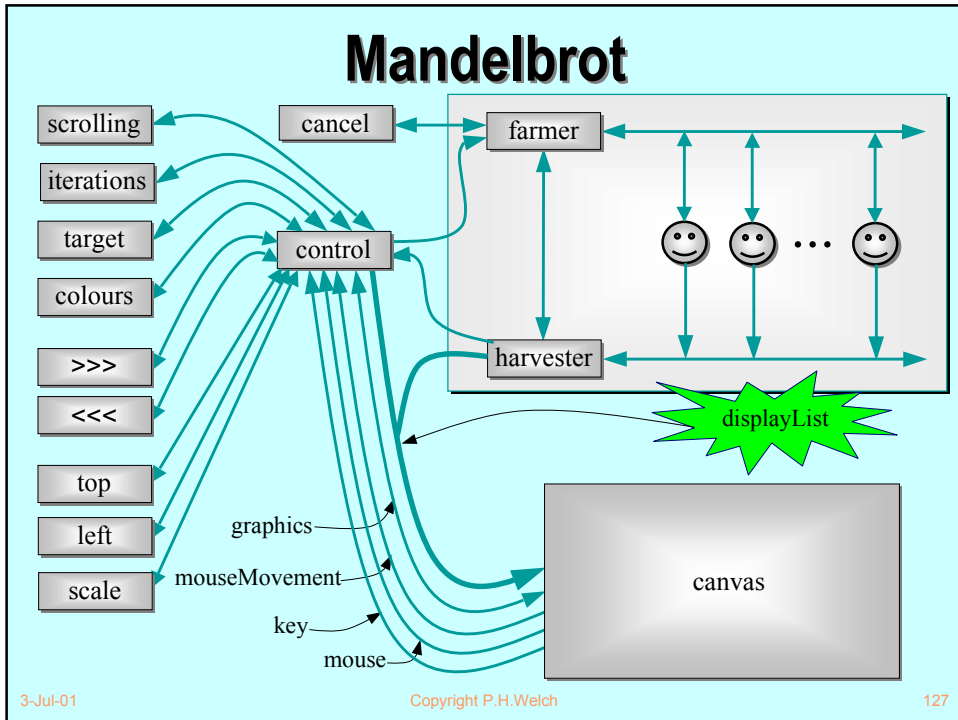 Mandelbrot
scrolling
cancel
farmer
iterations
target
control
colours
...
>>>
harvester
<<<
displayList
top
graphics
left
mouseMovement
canvas
scale
key
mouse
3-Jul-01
Copyright P.H.Welch
127